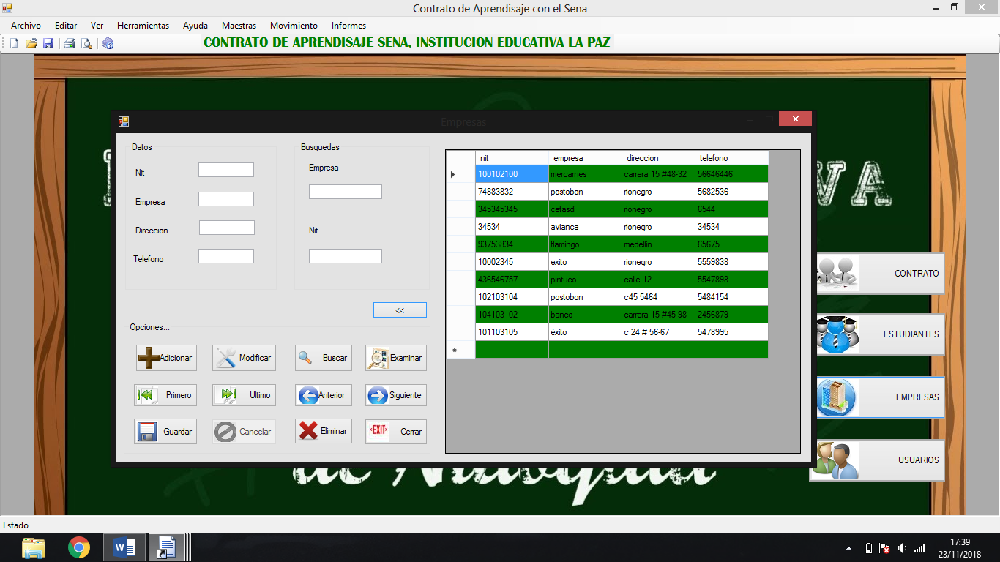 Contrato de Aprendisaje con el Sena
Archivo Editar Ver Herramientas Ayuda Maestras Movimiento Informes
CONTRATO DE APRENDISAJE SENA, INSTITUCION EDUCATIVA LA PAZ
Empresas
Datos
Nit
Empresa
Direccion
Telefono
Busquedas
Empresa
Nit
<<
Opciones...
Adicionar Modificar Buscar Examinar
Primero Ultimo Anterior Siguiente
Guardar Cancelar Eliminar EXIT Cerrar
nit empresa direccion telefono
100102100 mercames carrera 15 #48-32 56646446
74883832 postobon rionegro 5682536
345345345 cetasdi rionegro 6544
34534 avianca rionegro 34534
93753834 flamingo medellin 65675
10002345 exito rionegro 5559838
436546757 pintuco calle 12 5547898
102103104 postobon c45 5464 5484154
104103102 banco carrera 15 #45-98 2456879
101103105 éxito c 24 # 56-67 5478995
*
VA
CONTRATO
ESTUDIANTES
EMPRESAS
USUARIOS
Estado
17:39
23/11/2018